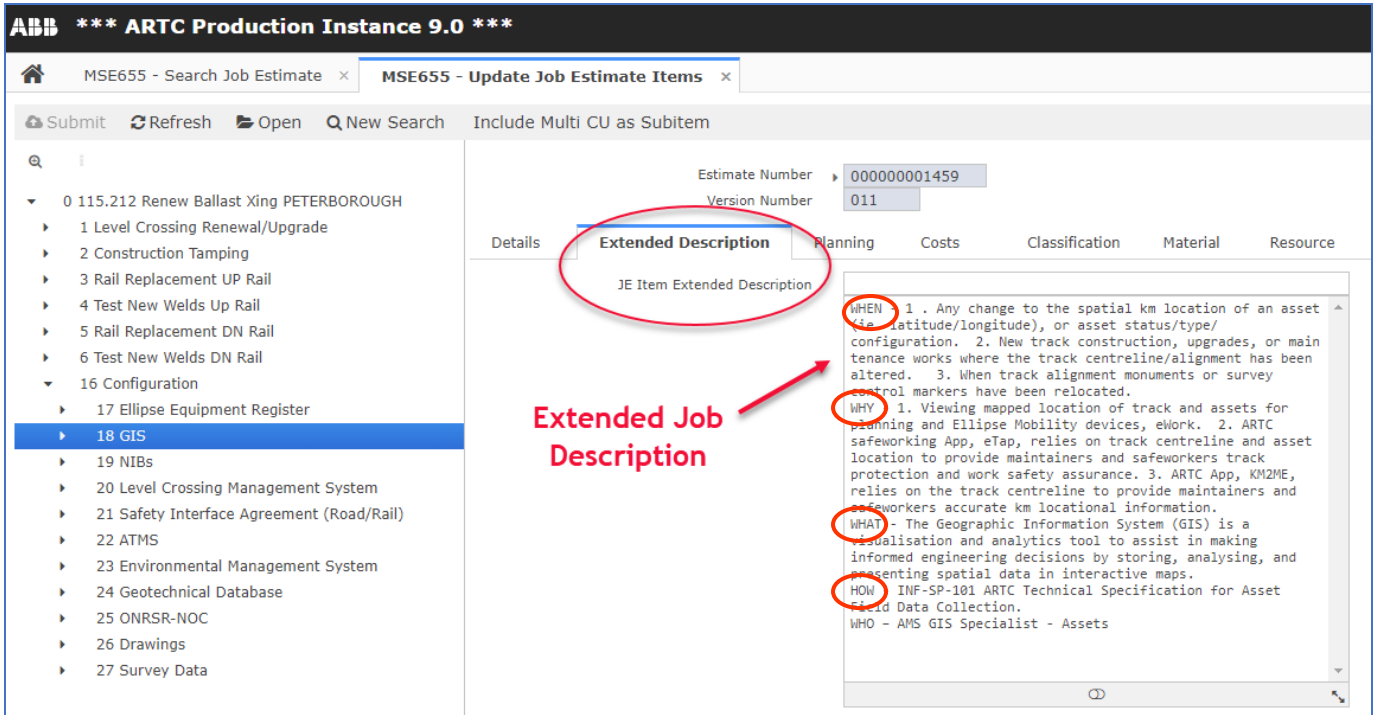 ABB *** ARTC Production Instance 9.0 ***
MSE655 - Search Job Estimate × MSE655 - Update Job Estimate Items ×
Submit Refresh Open New Search Include Multi CU as Subitem
0 115.212 Renew Ballast Xing PETERBOROUGH
1 Level Crossing Renewal/Upgrade
2 Construction Tamping
3 Rail Replacement UP Rail
4 Test New Welds Up Rail
5 Rail Replacement DN Rail
6 Test New Welds DN Rail
16 Configuration
17 Ellipse Equipment Register
18 GIS
19 NIBs
20 Level Crossing Management System
21 Safety Interface Agreement (Road/Rail)
22 ATMS
23 Environmental Management System
24 Geotechnical Database
25 ONRSR-NOC
26 Drawings
27 Survey Data
Estimate Number 000000001459
Version Number 011
Details Extended Description Planning Costs Classification Material Resource
JE Item Extended Description
WHEN - 1 . Any change to the spatial km location of an asset
(ie. latitude/longitude), or asset status/type/
configuration. 2. New track construction, upgrades, or main
tenance works where the track centreline/alignment has been
altered. 3. When track alignment monuments or survey
control markers have been relocated.
WHY 1. Viewing mapped location of track and assets for
planning and Ellipse Mobility devices, eWork. 2. ARTC
safeworking App, eTap, relies on track centreline and asset
location to provide maintainers and safeworkers track
protection and work safety assurance. 3. ARTC App, KM2ME,
relies on the track centreline to provide maintainers and
safeworkers accurate km locational information.
WHAT - The Geographic Information System (GIS) is a
visualisation and analytics tool to assist in making
informed engineering decisions by storing, analysing, and
presenting spatial data in interactive maps.
HOW INF-SP-101 ARTC Technical Specification for Asset
Field Data Collection.
WHO – AMS GIS Specialist - Assets
Extended Job
Description